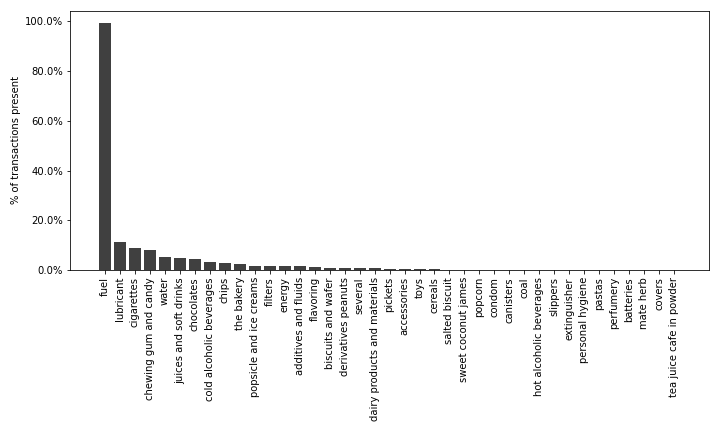 100.0%
80.0%
60.0%
40.0%
20.0%
0.0%
% of transactions present
fuel
lubricant
cigarettes
chewing gum and candy
water
juices and soft drinks
chocolates
cold alcoholic beverages
chips
the bakery
popsicle and ice creams
filters
energy
additives and fluids
flavoring
biscuits and wafer
derivatives peanuts
several
dairy products and materials
pickets
accessories
toys
cereals
salted biscuit
sweet coconut james
popcorn
condom
canisters
coal
hot alcoholic beverages
slippers
extinguisher
personal hygiene
pastas
perfumery
batteries
mate herb
covers
tea juice cafe in powder